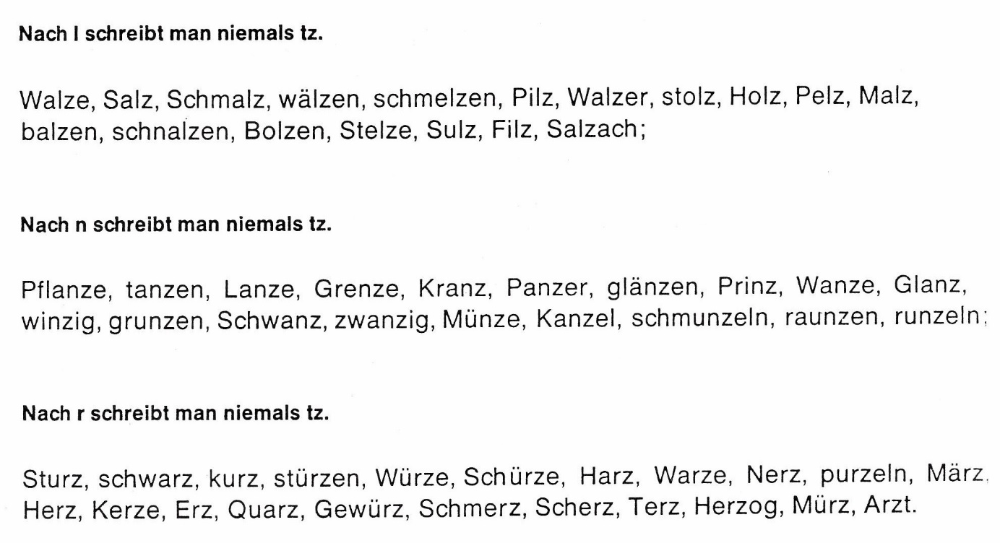 Nach l schreibt man niemals tz.
Walze, Salz, Schmalz, wälzen, schmelzen, Pilz, Walzer, stolz, Holz, Pelz, Malz,
balzen, schnalzen, Bolzen, Stelze, Sulz, Filz, Salzach;
Nach n schreibt man niemals tz.
Pflanze, tanzen, Lanze, Grenze, Kranz, Panzer, glänzen, Prinz, Wanze, Glanz,
winzig, grunzen, Schwanz, zwanzig, Münze, Kanzel, schmunzeln, raunzen, runzeln;
Nach r schreibt man niemals tz.
Sturz, schwarz, kurz, stürzen, Würze, Schürze, Harz, Warze, Nerz, purzeln, März,
Herz, Kerze, Erz, Quarz, Gewürz, Schmerz, Scherz, Terz, Herzog, Mürz, Arzt.